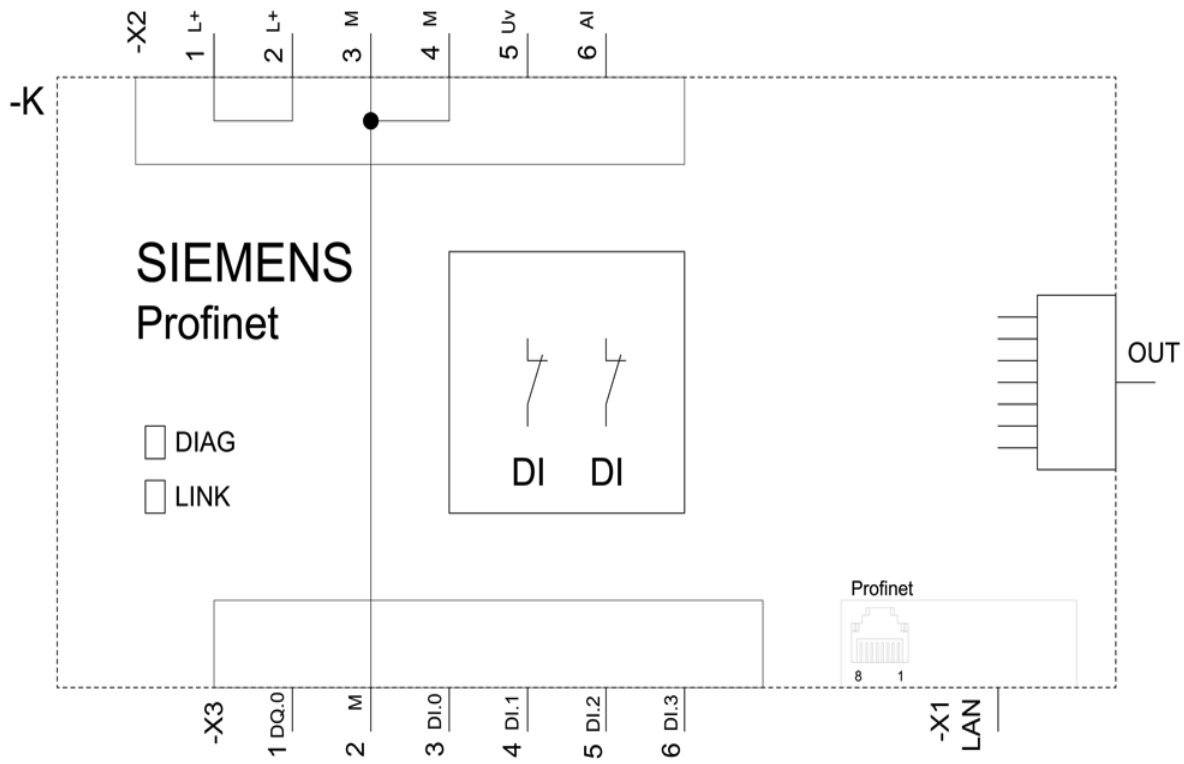 -X2
1 L+
2 L+
3 M
4 M
5 Uv
6 AI
-K
SIEMENS
Profinet
DIAG
LINK
DI DI
OUT
Profinet
8 1
-X3
1 DQ.0
2 M
3 DI.0
4 DI.1
5 DI.2
6 DI.3
-X1
LAN